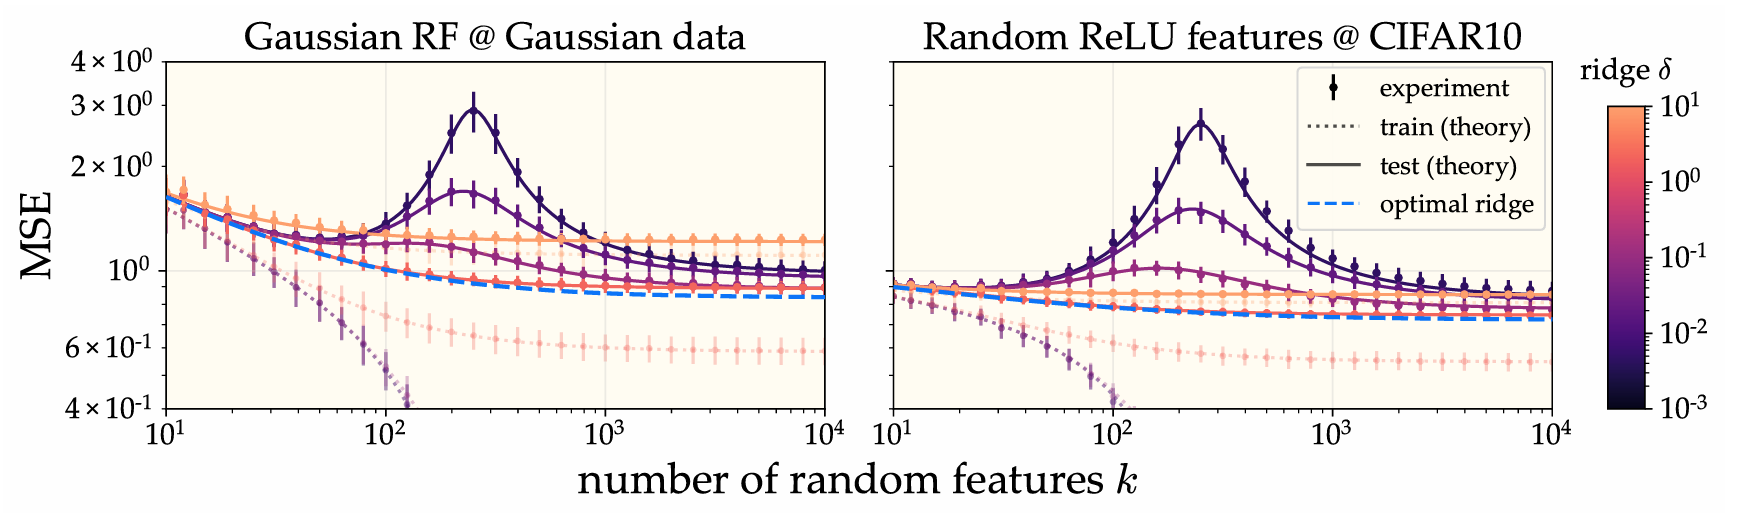 Gaussian RF @ Gaussian data
Random ReLU features @ CIFAR10
MSE
4 × 10⁰
3 × 10⁰
2 × 10⁰
10⁰
6 × 10⁻¹
4 × 10⁻¹
10¹ 10² 10³ 10⁴
10¹ 10² 10³ 10⁴
experiment
train (theory)
test (theory)
optimal ridge
ridge δ
10¹
10⁰
10⁻¹
10⁻²
10⁻³
number of random features k